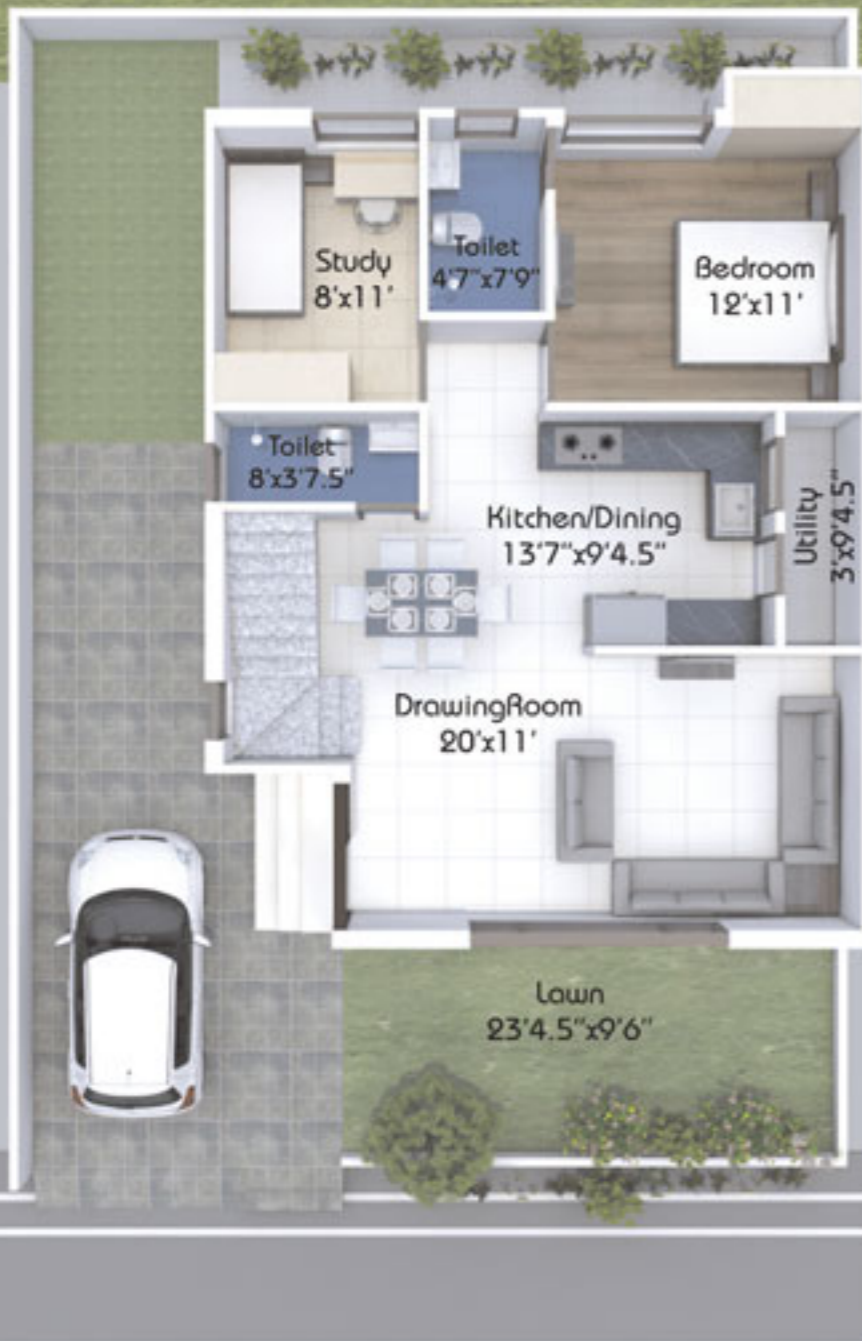 Study
8'x11'
Toilet
4'7"x7'9"
Bedroom
12'x11'
Toilet
8'x3'7.5"
Kitchen/Dining
13'7"x9'4.5"
Utility
3'x9'4.5"
DrawingRoom
20'x11'
Lawn
23'4.5"x9'6"